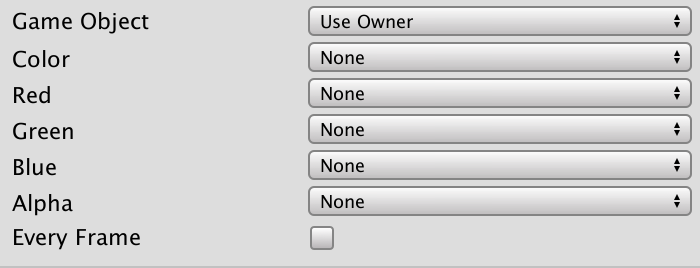 Game Object Use Owner
Color None
Red None
Green None
Blue None
Alpha None
Every Frame